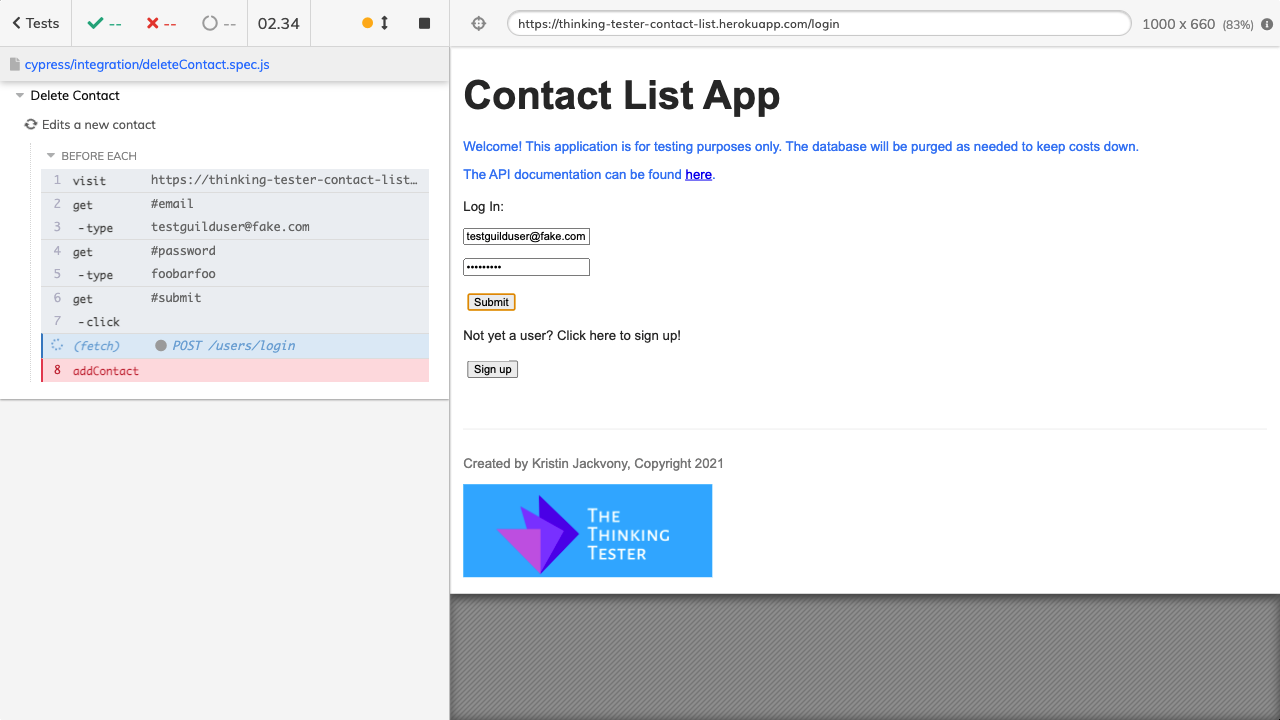 Tests
--
--
--
02.34
https://thinking-tester-contact-list.herokuapp.com/login
1000 x 660 (83%)
cypress/integration/deleteContact.spec.js
Delete Contact
Edits a new contact
BEFORE EACH
1 visit https://thinking-tester-contact-list…
2 get #email
3 -type testguilduser@fake.com
4 get #password
5 -type foobarfoo
6 get #submit
7 -click
(fetch) POST /users/login
8 addContact
Contact List App
Welcome! This application is for testing purposes only. The database will be purged as needed to keep costs down.
The API documentation can be found here.
Log In:
testguilduser@fake.com
•••••••••
Submit
Not yet a user? Click here to sign up!
Sign up
Created by Kristin Jackvony, Copyright 2021
THE
THINKING
TESTER